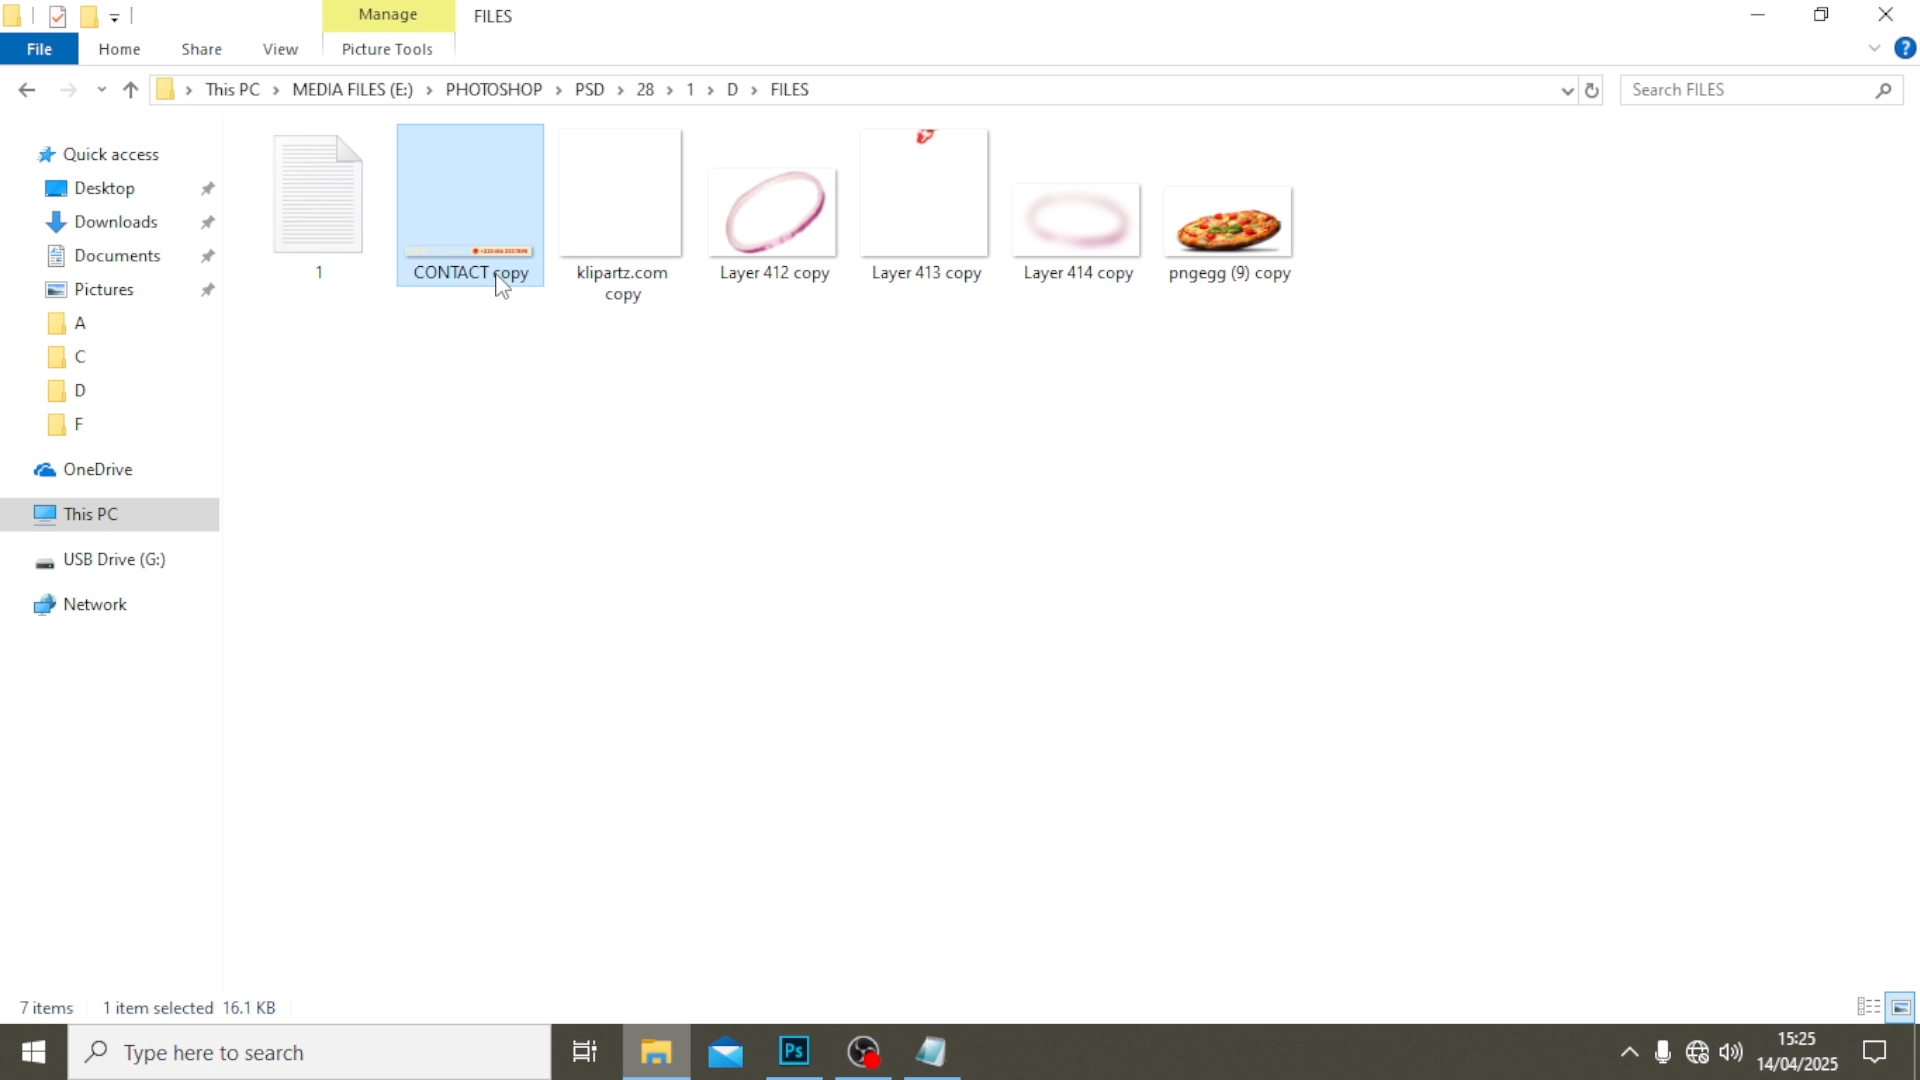 Manage
FILES
File
Home
Share
View
Picture Tools
This PC
MEDIA FILES (E:)
PHOTOSHOP
PSD
28
1
D
FILES
Search FILES
Quick access
Desktop
Downloads
Documents
Pictures
A
C
D
F
OneDrive
This PC
USB Drive (G:)
Network
1
CONTACT copy
klipartz.com
copy
Layer 412 copy
Layer 413 copy
Layer 414 copy
pngegg (9) copy
7 items
1 item selected 16.1 KB
Type here to search
Ps
15:25
14/04/2025